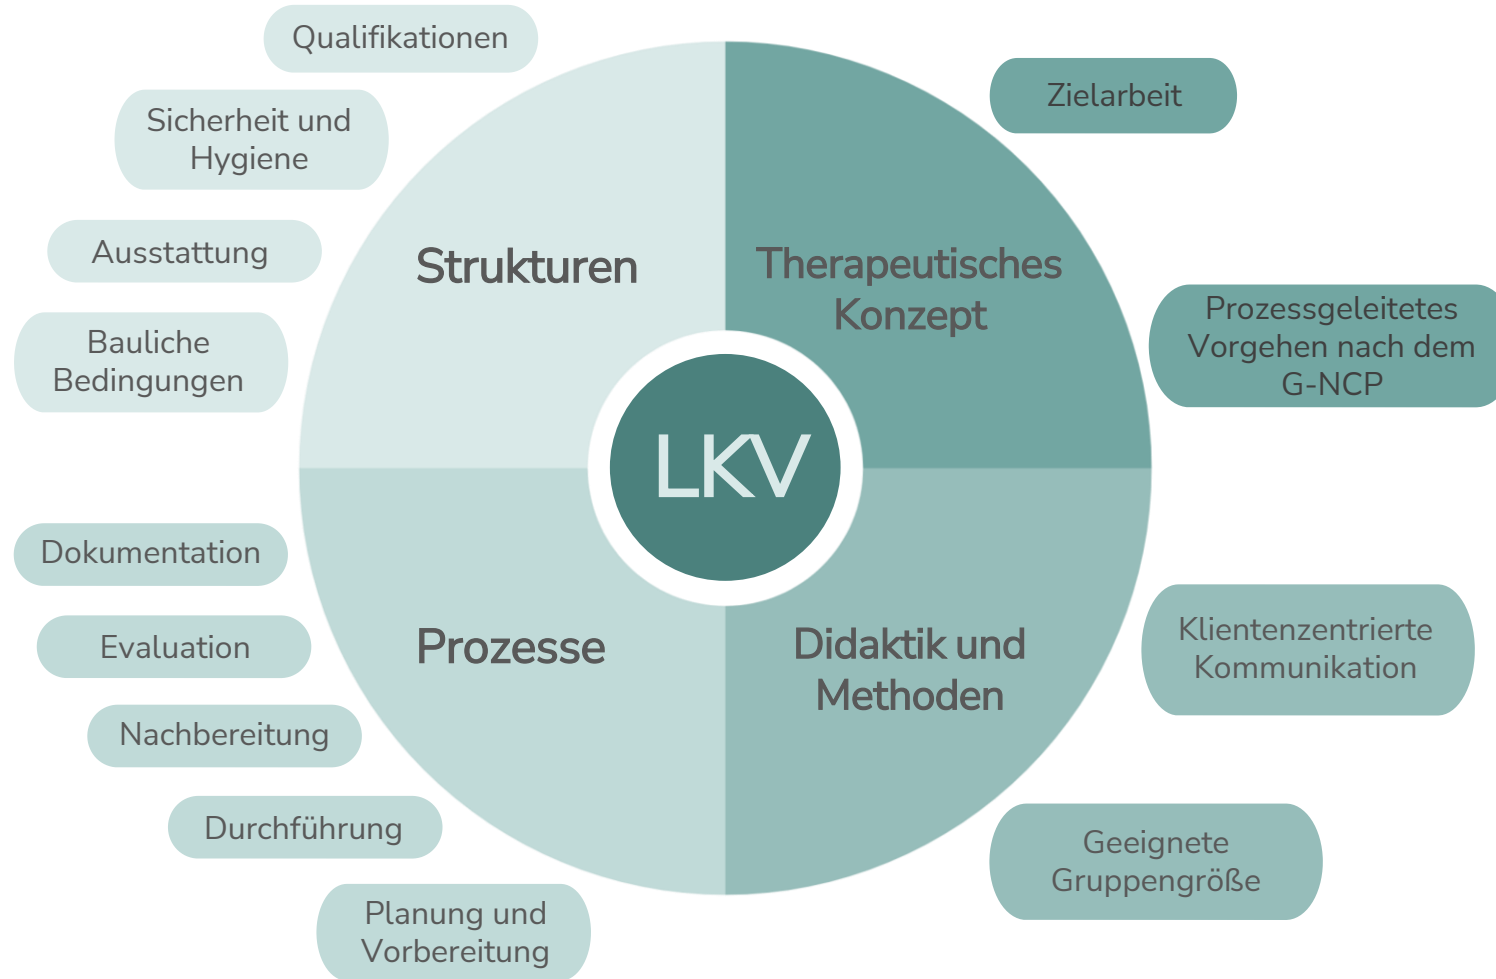 Qualifikationen
Sicherheit und
Hygiene
Ausstattung
Bauliche
Bedingungen
Strukturen
Therapeutisches
Konzept
Zielarbeit
Prozessgeleitetes
Vorgehen nach dem
G-NCP
LKV
Dokumentation
Evaluation
Nachbereitung
Durchführung
Planung und
Vorbereitung
Prozesse
Didaktik und
Methoden
Klientenzentrierte
Kommunikation
Geeignete
Gruppengröße